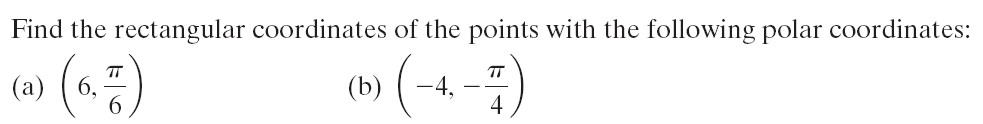 Find the rectangular coordinates of the points with the following polar coordinates:
(a) (6, π/6) (b) (−4, −π/4)